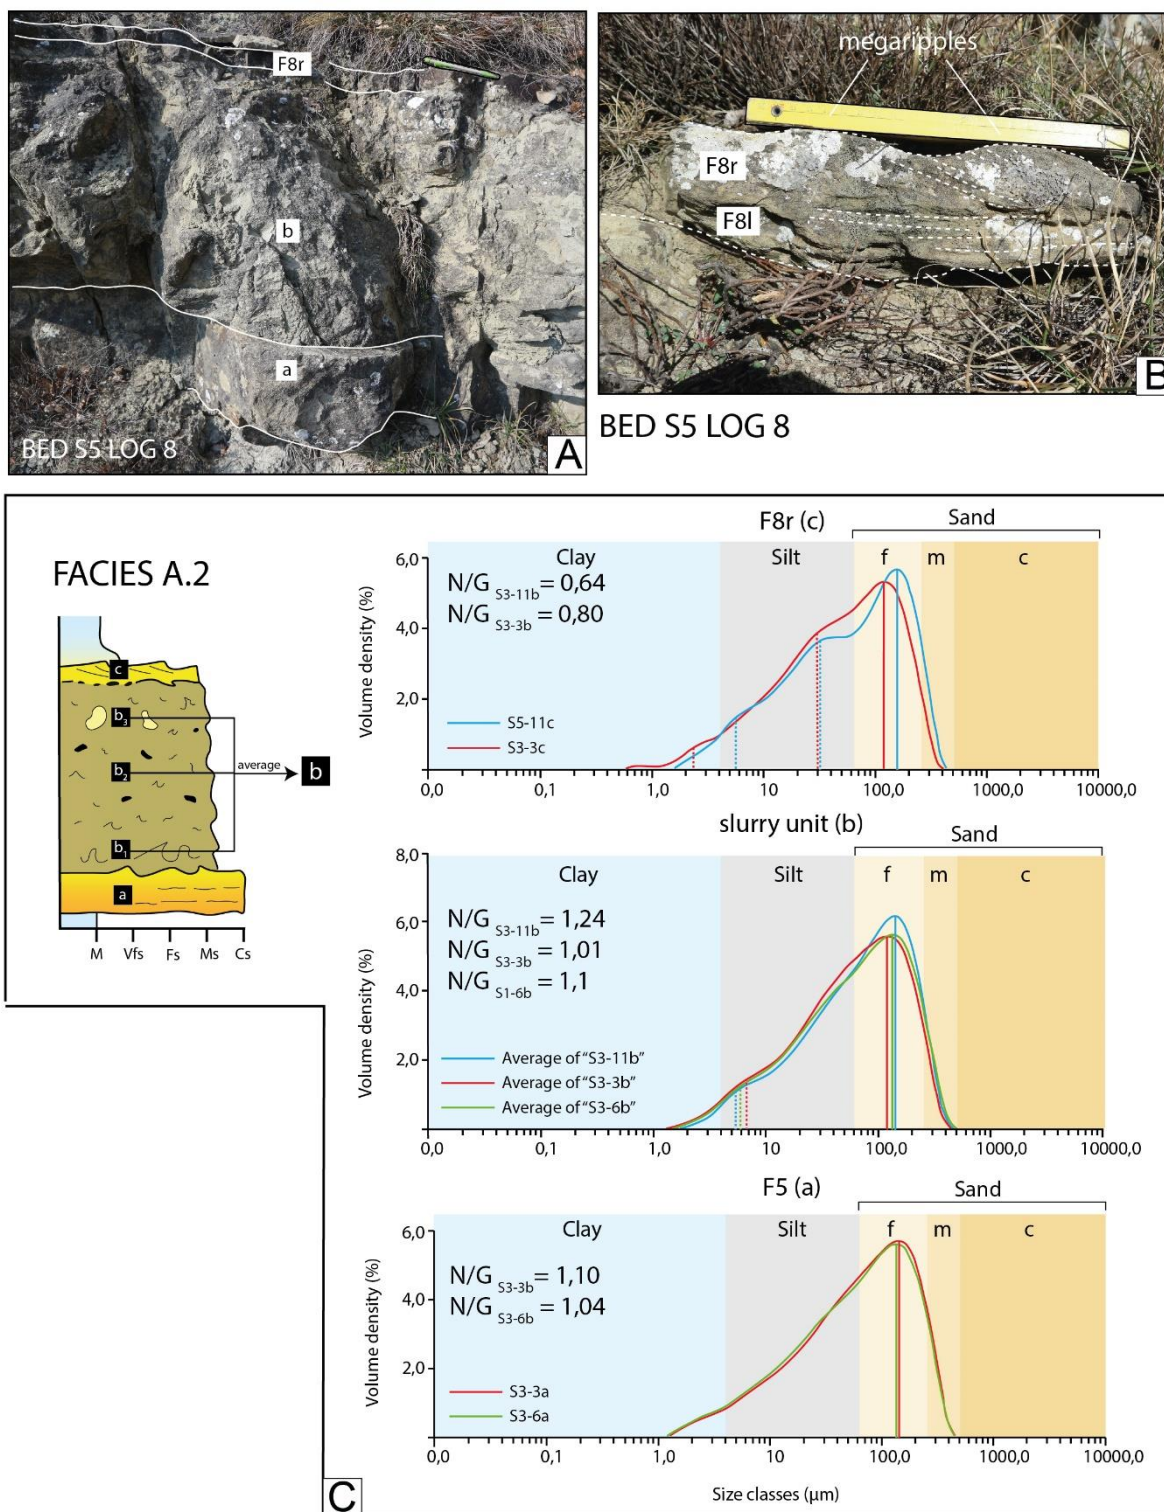 F8r
b
a
BED S5 LOG 8
A
megaripples
F8r
F8l
B
BED S5 LOG 8
FACIES A.2
c
b3
b2
b1
a
average
b
M Vfs Fs Ms Cs
F8r (c)
Sand
Clay Silt f m c
Volume density (%)
6,0
4,0
2,0
N/G S3-11b = 0,64
N/G S3-3b = 0,80
S5-11c
S3-3c
0,0 0,1 1,0 10 100,0 1000,0 10000,0
slurry unit (b)
Sand
Clay Silt f m c
Volume density (%)
8,0
6,0
4,0
2,0
N/G S3-11b = 1,24
N/G S3-3b = 1,01
N/G S1-6b = 1,1
Average of "S3-11b"
Average of "S3-3b"
Average of "S3-6b"
0,0 0,1 1,0 10 100,0 1000,0 10000,0
F5 (a)
Sand
Clay Silt f m c
Volume density (%)
6,0
4,0
2,0
N/G S3-3b = 1,10
N/G S3-6b = 1,04
S3-3a
S3-6a
0,0 0,1 1,0 10 100,0 1000,0 10000,0
Size classes (µm)
C